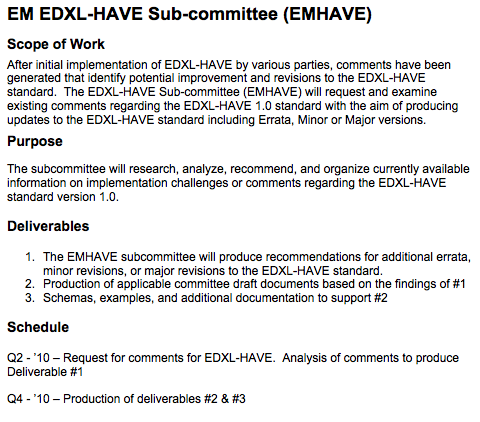 EM EDXL-HAVE Sub-committee (EMHAVE)
Scope of Work
After initial implementation of EDXL-HAVE by various parties, comments have been
generated that identify potential improvement and revisions to the EDXL-HAVE
standard.  The EDXL-HAVE Sub-committee (EMHAVE) will request and examine
existing comments regarding the EDXL-HAVE 1.0 standard with the aim of producing
updates to the EDXL-HAVE standard including Errata, Minor or Major versions.
Purpose
The subcommittee will research, analyze, recommend, and organize currently available
information on implementation challenges or comments regarding the EDXL-HAVE
standard version 1.0.
Deliverables
1. The EMHAVE subcommittee will produce recommendations for additional errata,
minor revisions, or major revisions to the EDXL-HAVE standard.
2. Production of applicable committee draft documents based on the findings of #1
3. Schemas, examples, and additional documentation to support #2
Schedule
Q2 - ’10 – Request for comments for EDXL-HAVE.  Analysis of comments to produce
Deliverable #1
Q4 - ’10 – Production of deliverables #2 & #3